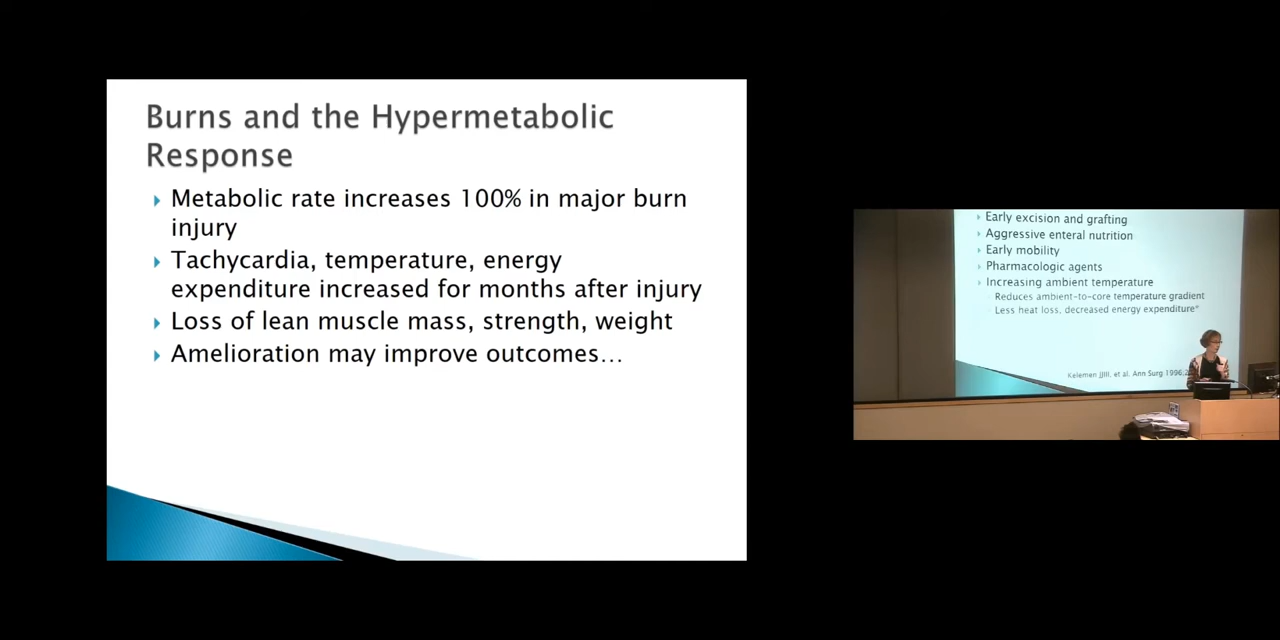 Burns and the Hypermetabolic
Response
Metabolic rate increases 100% in major burn
injury
Tachycardia, temperature, energy
expenditure increased for months after injury
Loss of lean muscle mass, strength, weight
Amelioration may improve outcomes…
Early excision and grafting
Aggressive enteral nutrition
Early mobility
Pharmacologic agents
Increasing ambient temperature
Reduces ambient-to-core temperature gradient
Less heat loss, decreased energy expenditure*
Kelemen JJIII, et al. Ann Surg 1996;